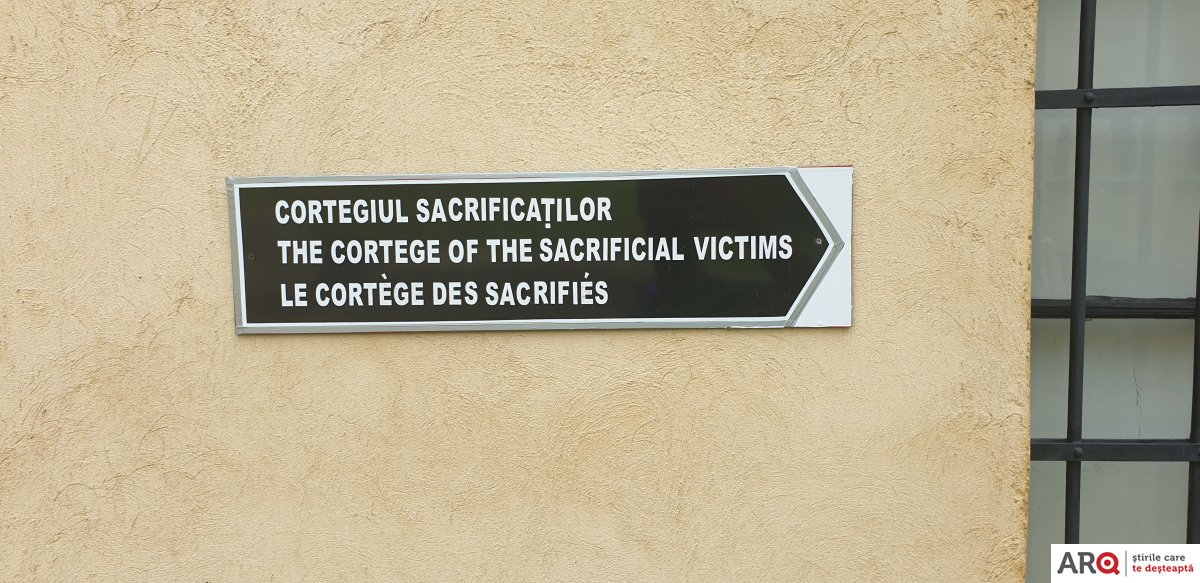 CORTEGIUL SACRIFICAȚILOR
THE CORTEGE OF THE SACRIFICIAL VICTIMS
LE CORTÈGE DES SACRIFIÉS
ARQ
știrile care
te deșteaptă